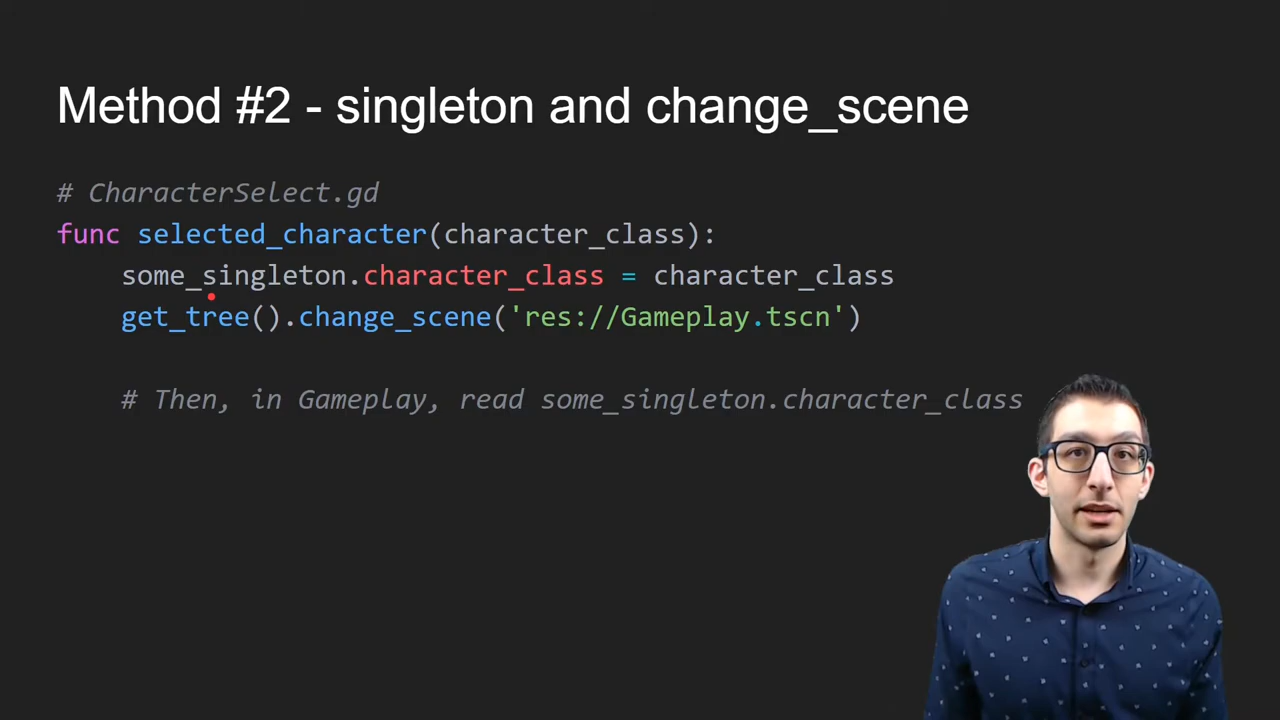 Method #2 - singleton and change_scene
# CharacterSelect.gd
func selected_character(character_class):
some_singleton.character_class = character_class
get_tree().change_scene('res://Gameplay.tscn')
# Then, in Gameplay, read some_singleton.character_class